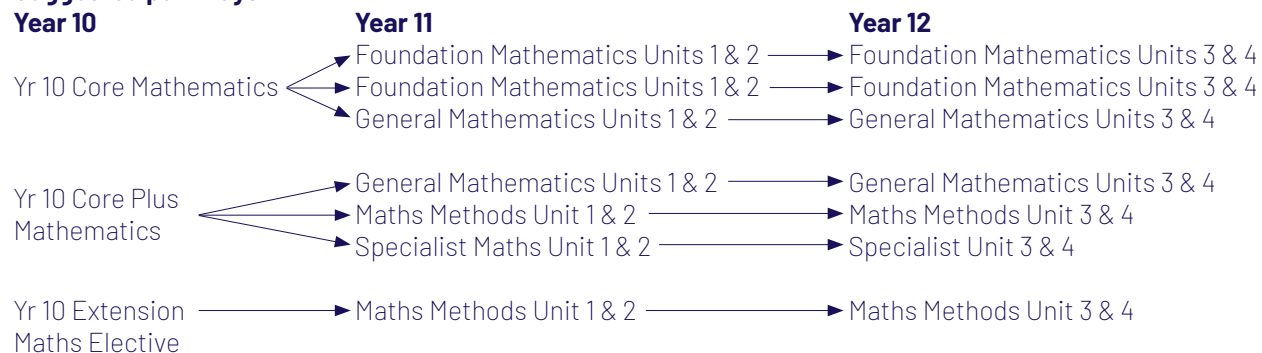 Year 10 Year 11 Year 12
Yr 10 Core Mathematics
Foundation Mathematics Units 1 & 2 Foundation Mathematics Units 3 & 4
Foundation Mathematics Units 1 & 2 Foundation Mathematics Units 3 & 4
General Mathematics Units 1 & 2 General Mathematics Units 3 & 4
Yr 10 Core Plus
Mathematics
General Mathematics Units 1 & 2 General Mathematics Units 3 & 4
Maths Methods Unit 1 & 2 Maths Methods Unit 3 & 4
Specialist Maths Unit 1 & 2 Specialist Unit 3 & 4
Yr 10 Extension
Maths Elective
Maths Methods Unit 1 & 2 Maths Methods Unit 3 & 4